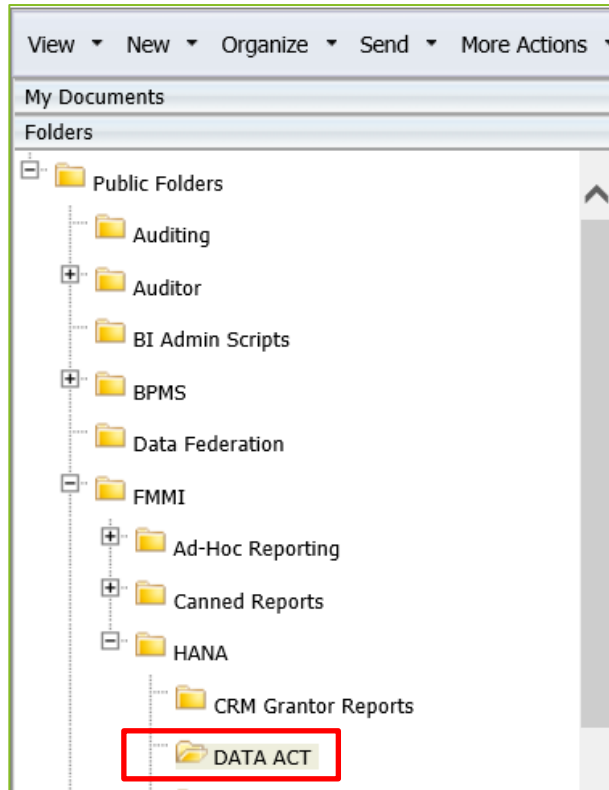 View New Organize Send More Actions
My Documents
Folders
Public Folders
Auditing
Auditor
BI Admin Scripts
BPMS
Data Federation
FMMI
Ad-Hoc Reporting
Canned Reports
HANA
CRM Grantor Reports
DATA ACT